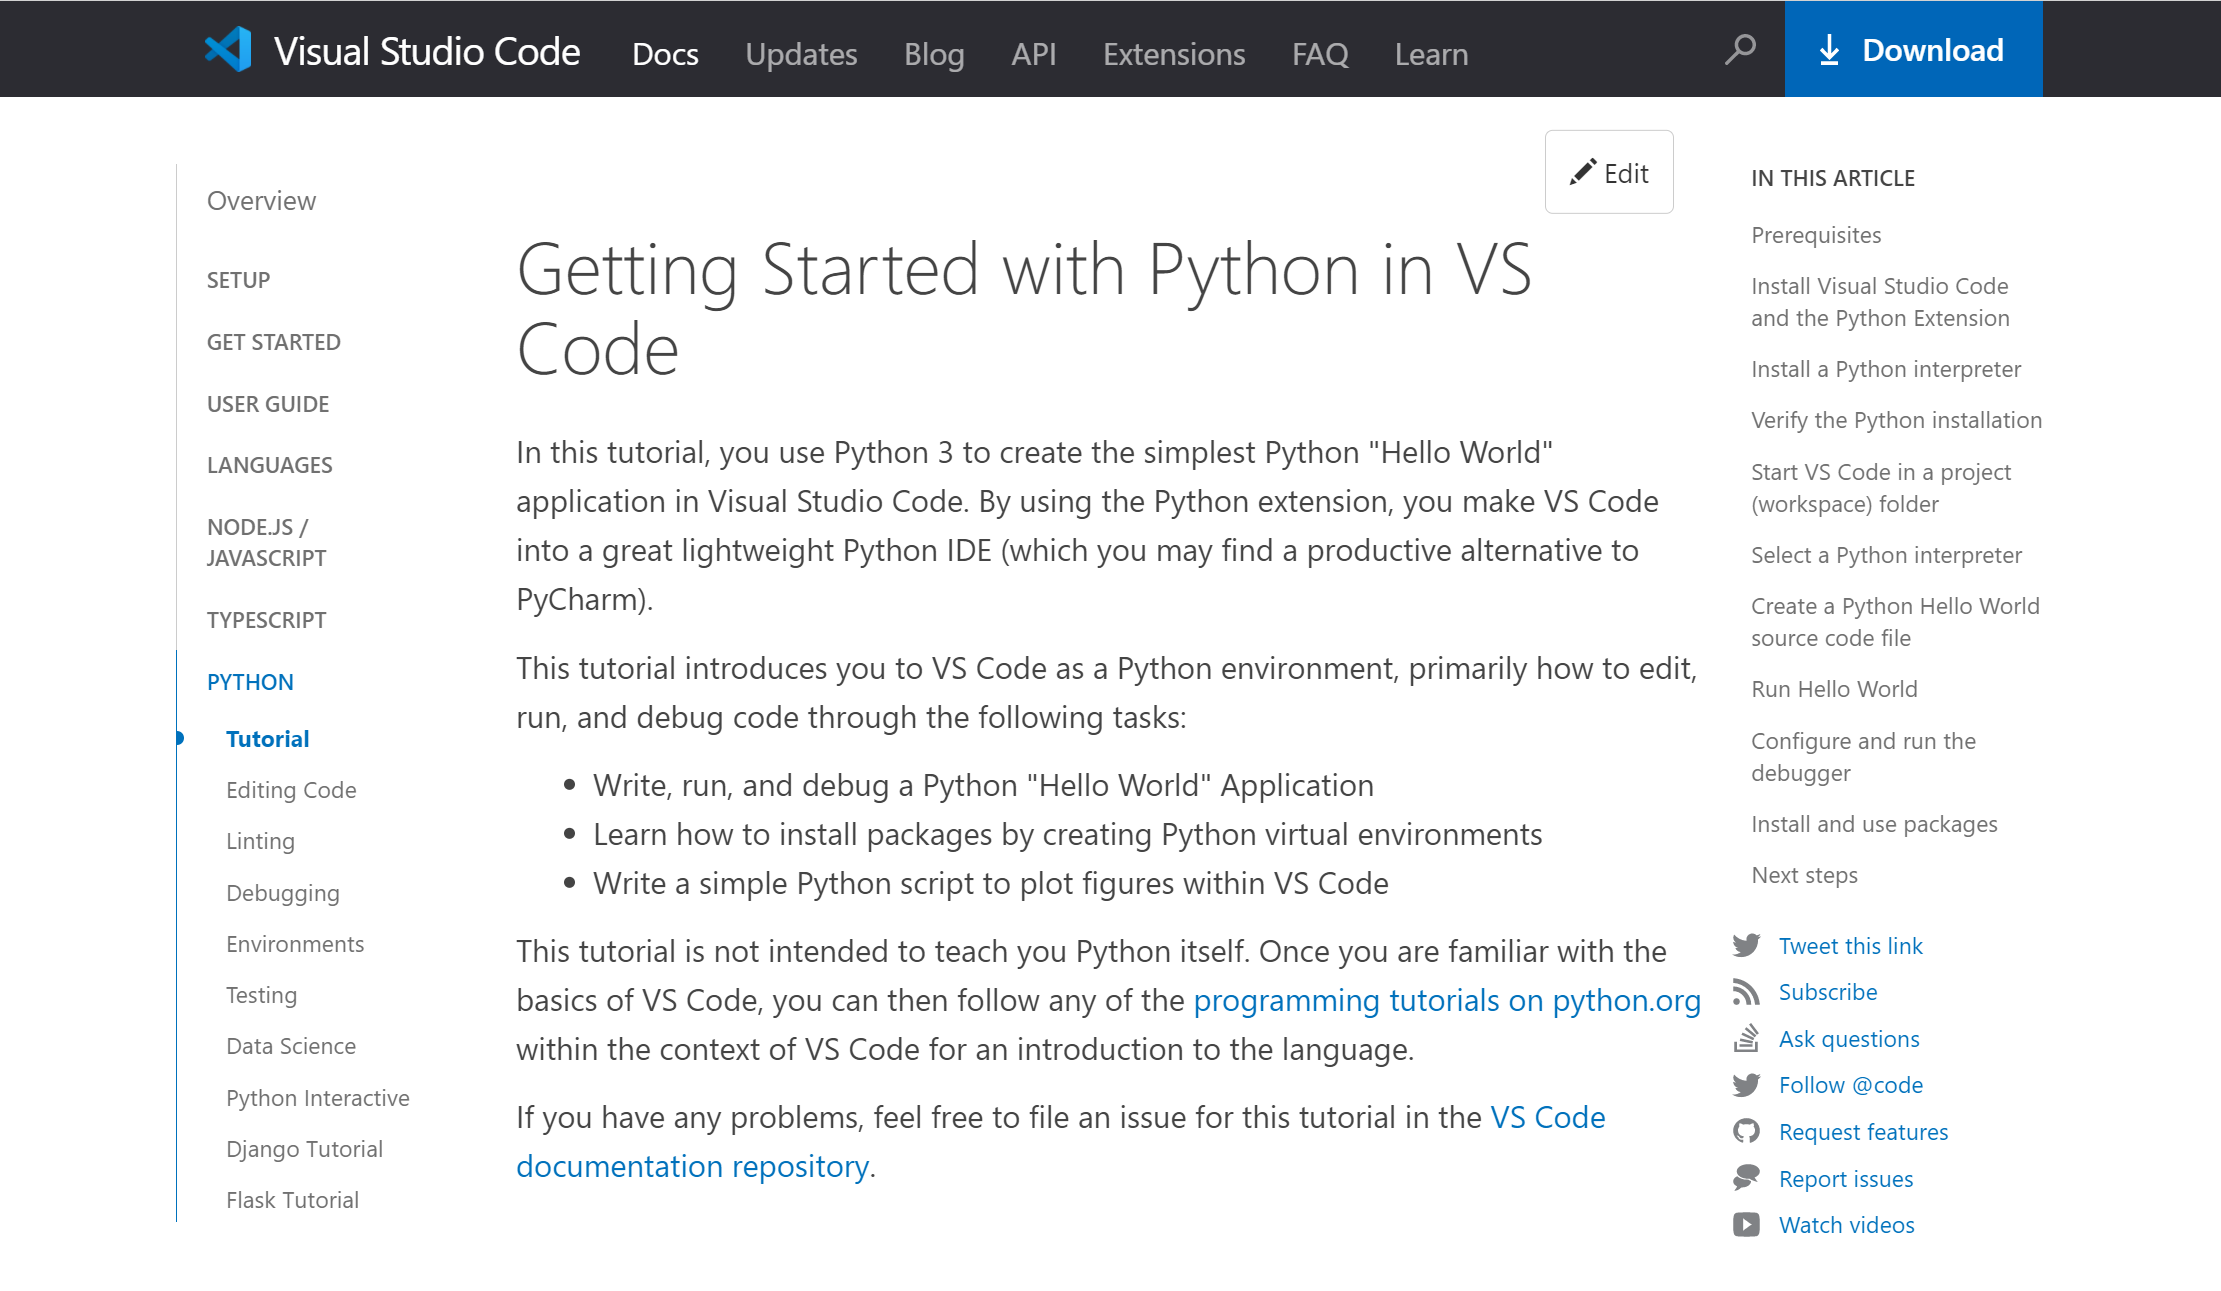 Visual Studio Code Docs Updates Blog API Extensions FAQ Learn Download
Overview
SETUP
GET STARTED
USER GUIDE
LANGUAGES
NODE.JS /
JAVASCRIPT
TYPESCRIPT
PYTHON
Tutorial
Editing Code
Linting
Debugging
Environments
Testing
Data Science
Python Interactive
Django Tutorial
Flask Tutorial
Edit
Getting Started with Python in VS
Code
In this tutorial, you use Python 3 to create the simplest Python "Hello World"
application in Visual Studio Code. By using the Python extension, you make VS Code
into a great lightweight Python IDE (which you may find a productive alternative to
PyCharm).
This tutorial introduces you to VS Code as a Python environment, primarily how to edit,
run, and debug code through the following tasks:
• Write, run, and debug a Python "Hello World" Application
• Learn how to install packages by creating Python virtual environments
• Write a simple Python script to plot figures within VS Code
This tutorial is not intended to teach you Python itself. Once you are familiar with the
basics of VS Code, you can then follow any of the programming tutorials on python.org
within the context of VS Code for an introduction to the language.
If you have any problems, feel free to file an issue for this tutorial in the VS Code
documentation repository.
IN THIS ARTICLE
Prerequisites
Install Visual Studio Code
and the Python Extension
Install a Python interpreter
Verify the Python installation
Start VS Code in a project
(workspace) folder
Select a Python interpreter
Create a Python Hello World
source code file
Run Hello World
Configure and run the
debugger
Install and use packages
Next steps
Tweet this link
Subscribe
Ask questions
Follow @code
Request features
Report issues
Watch videos